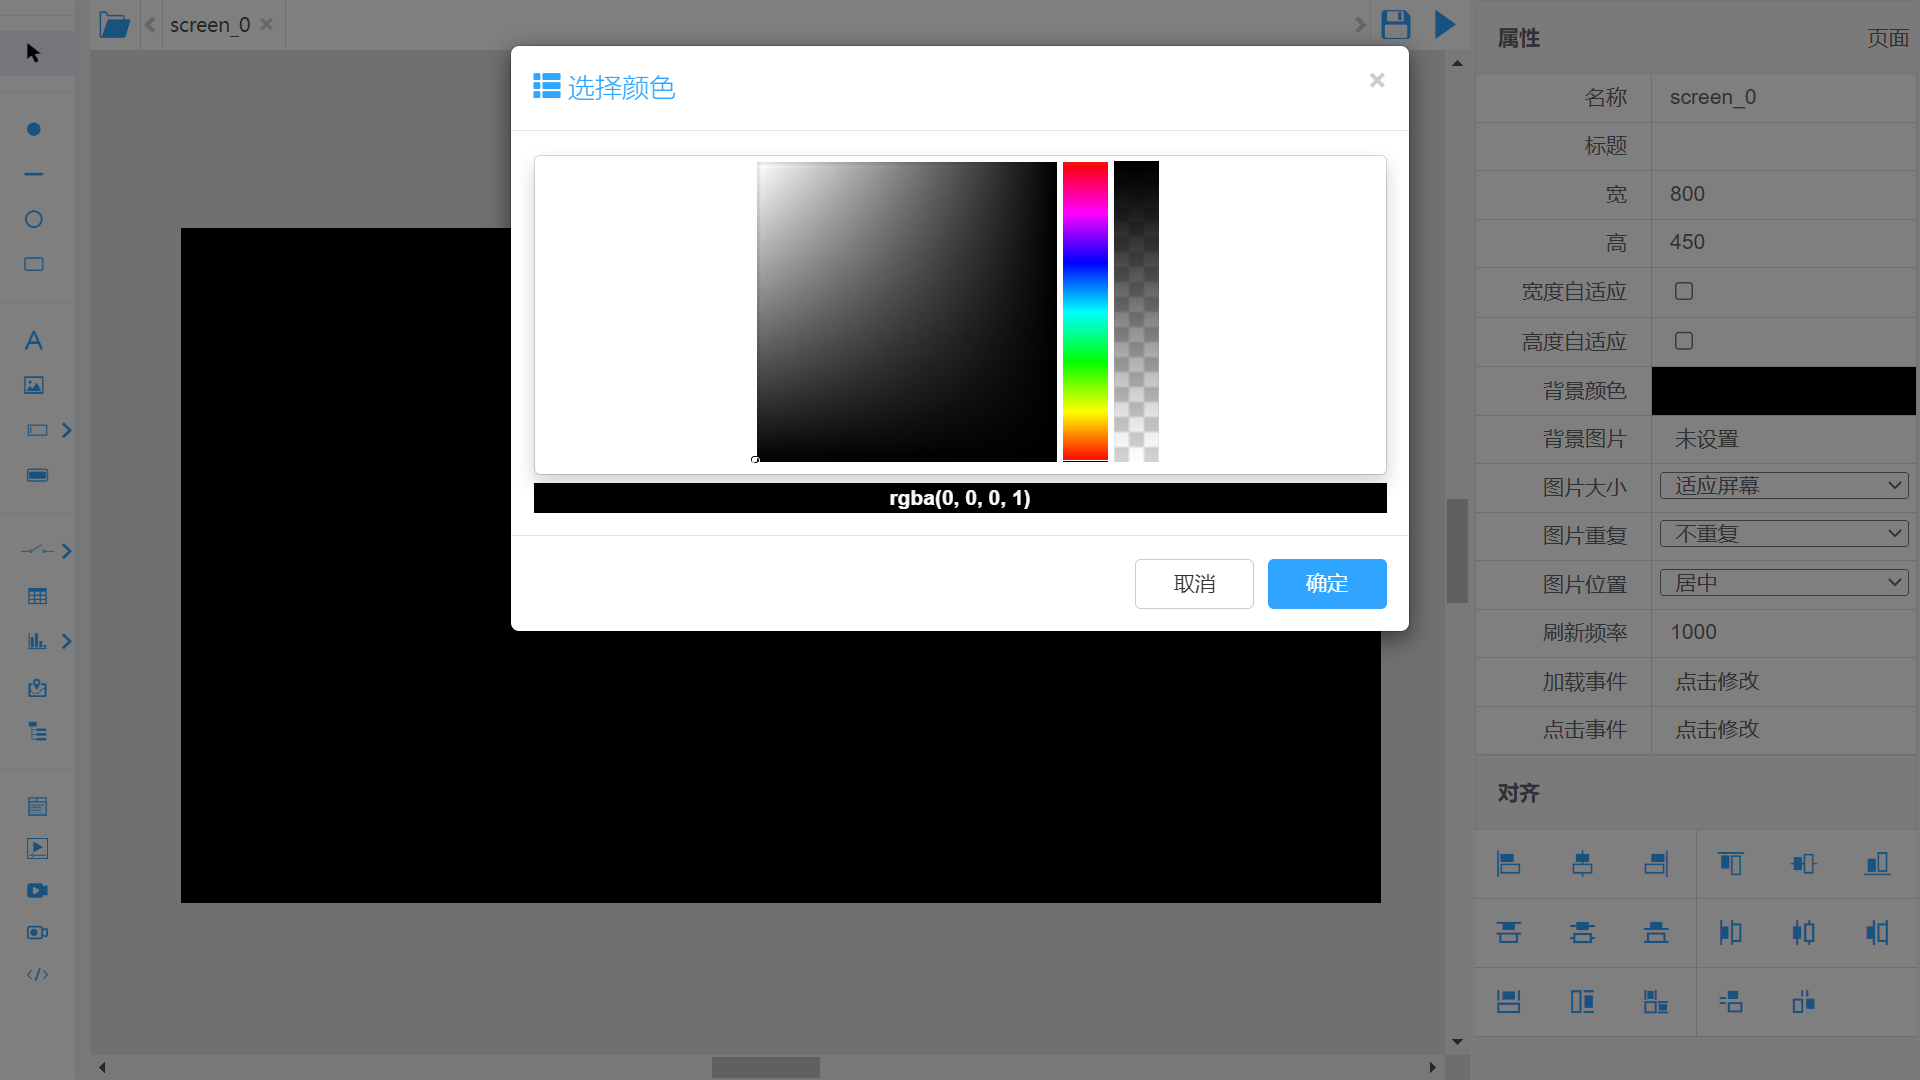 screen_0
选择颜色
rgba(0, 0, 0, 1)
取消
确定
属性
页面
名称
screen_0
标题
宽
800
高
450
宽度自适应
高度自适应
背景颜色
背景图片
未设置
图片大小
适应屏幕
图片重复
不重复
图片位置
居中
刷新频率
1000
加载事件
点击修改
点击事件
点击修改
对齐